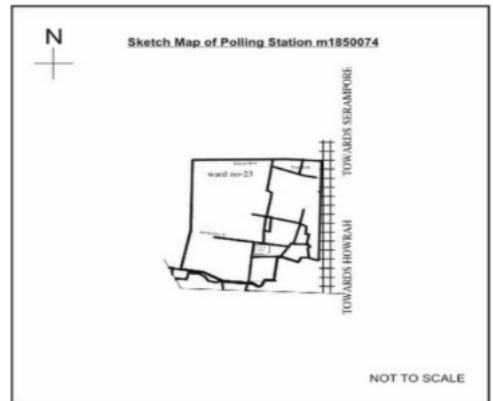 N
Sketch Map of Polling Station m1850074
TOWARDS SERAMPORE
ward no-23
TOWARDS HOWRAH
NOT TO SCALE